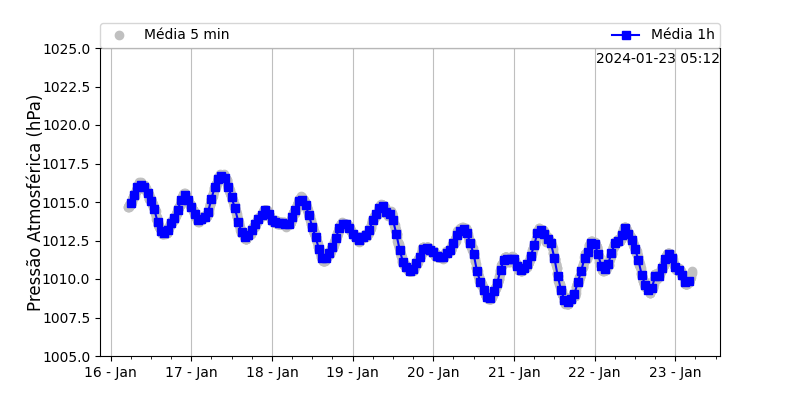 Média 5 min
Média 1h
2024-01-23 05:12
Pressão Atmosférica (hPa)
1025.0
1022.5
1020.0
1017.5
1015.0
1012.5
1010.0
1007.5
1005.0
16 - Jan
17 - Jan
18 - Jan
19 - Jan
20 - Jan
21 - Jan
22 - Jan
23 - Jan